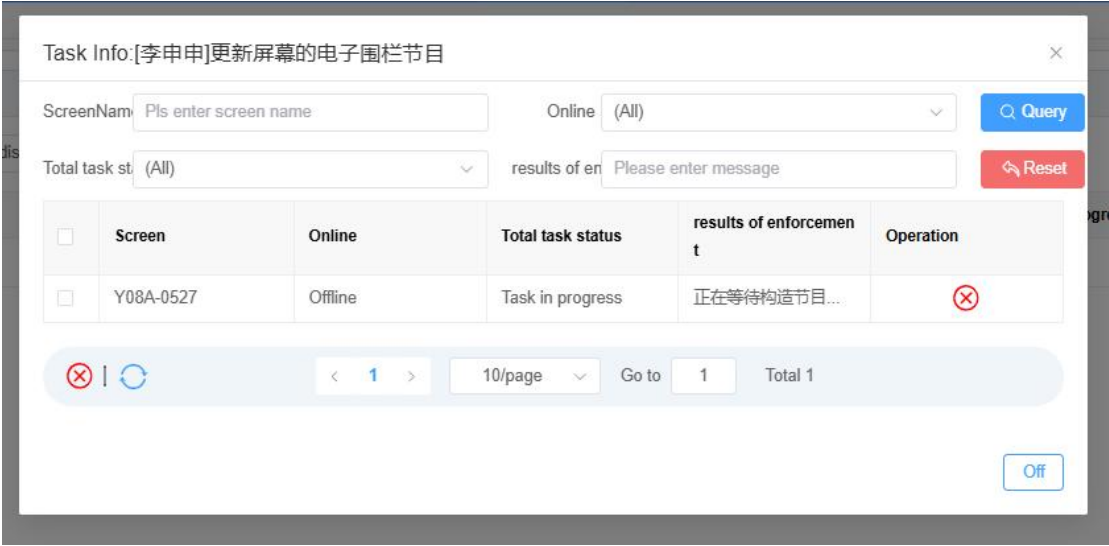 Task Info:[李申申]更新屏幕的电子围栏节目
ScreenNam Pls enter screen name Online (All) Query
dis
Total task sta (All) results of en Please enter message Reset
Screen Online Total task status results of enforcemen Operation
t
ogre
Y08A-0527 Offline Task in progress 正在等待构造节目...
1 10/page Go to 1 Total 1
Off